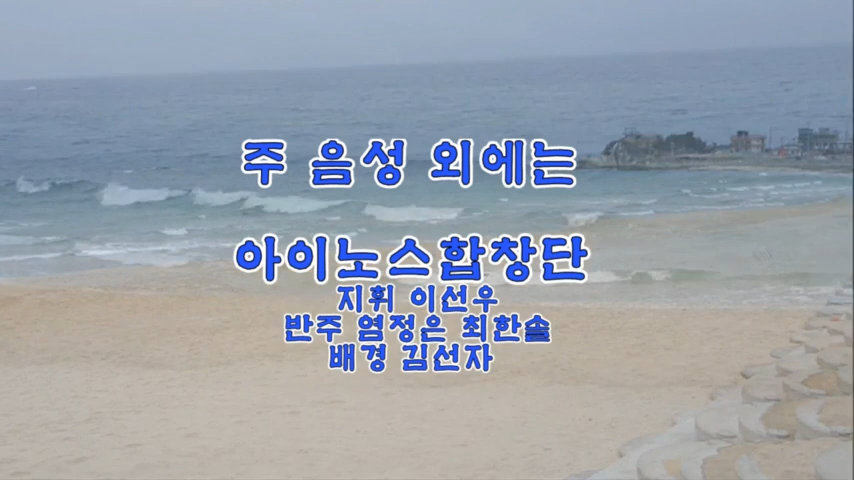 주 음성 외에는
아이노스합창단
지휘 이선우
반주 염정은 최한솔
배경 김선자